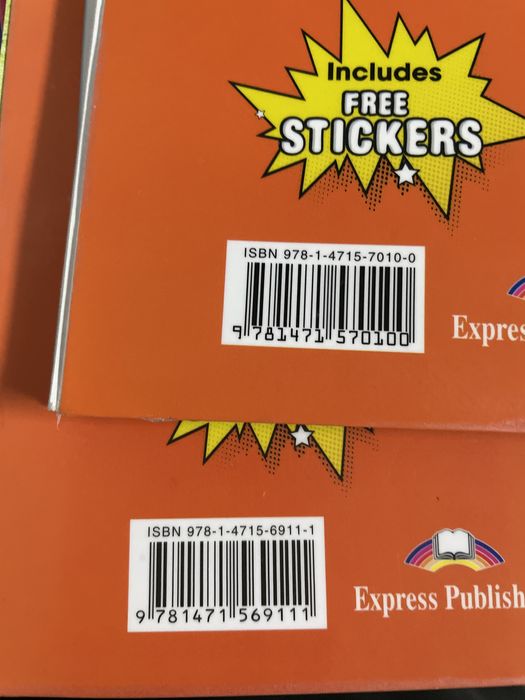 Includes
FREE
STICKERS
ISBN 978-1-4715-7010-0
9 781471 570100
Expres
ISBN 978-1-4715-6911-1
9 781471 569111
Express Publish